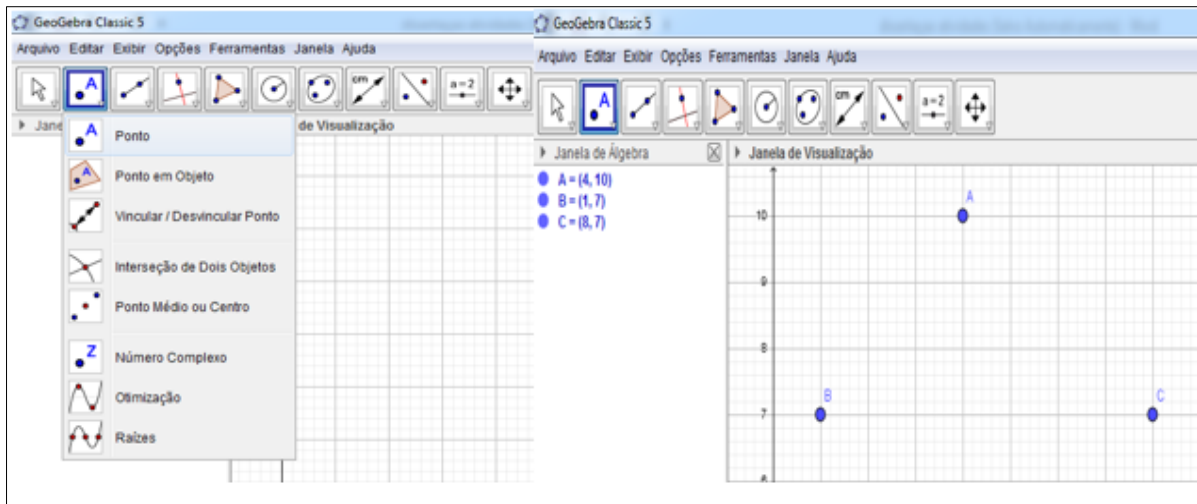 GeoGebra Classic 5
Arquivo Editar Exibir Opções Ferramentas Janela Ajuda
A
cm
a=2
Jane
de Visualização
A
Ponto
A
Ponto em Objeto
Vincular / Desvincular Ponto
Interseção de Dois Objetos
Ponto Médio ou Centro
Z
Número Complexo
Otimização
Raízes
GeoGebra Classic 5
Arquivo Editar Exibir Opções Ferramentas Janela Ajuda
A
cm
a=2
Janela de Álgebra
Janela de Visualização
A = (4, 10)
B = (1, 7)
C = (8, 7)
A
10
9
8
B
C
7